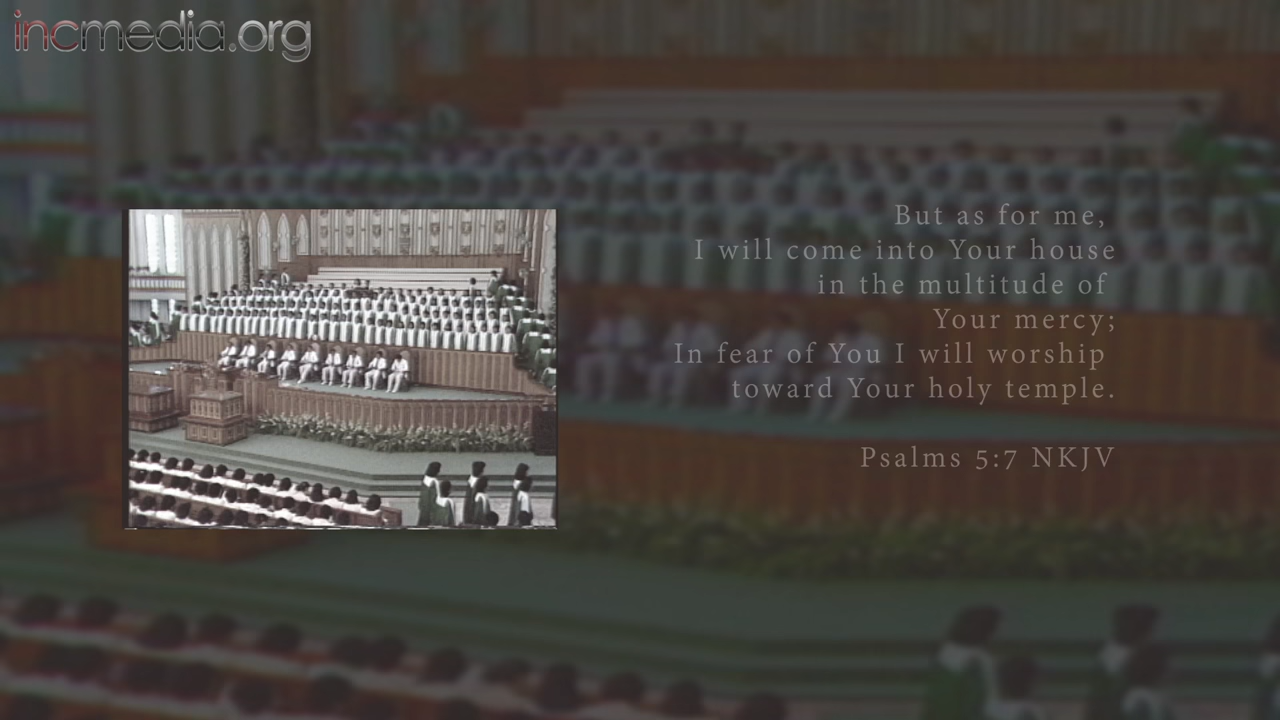 incmedia.org
But as for me,
I will come into Your house
in the multitude of
Your mercy;
In fear of You I will worship
toward Your holy temple.
Psalms 5:7 NKJV